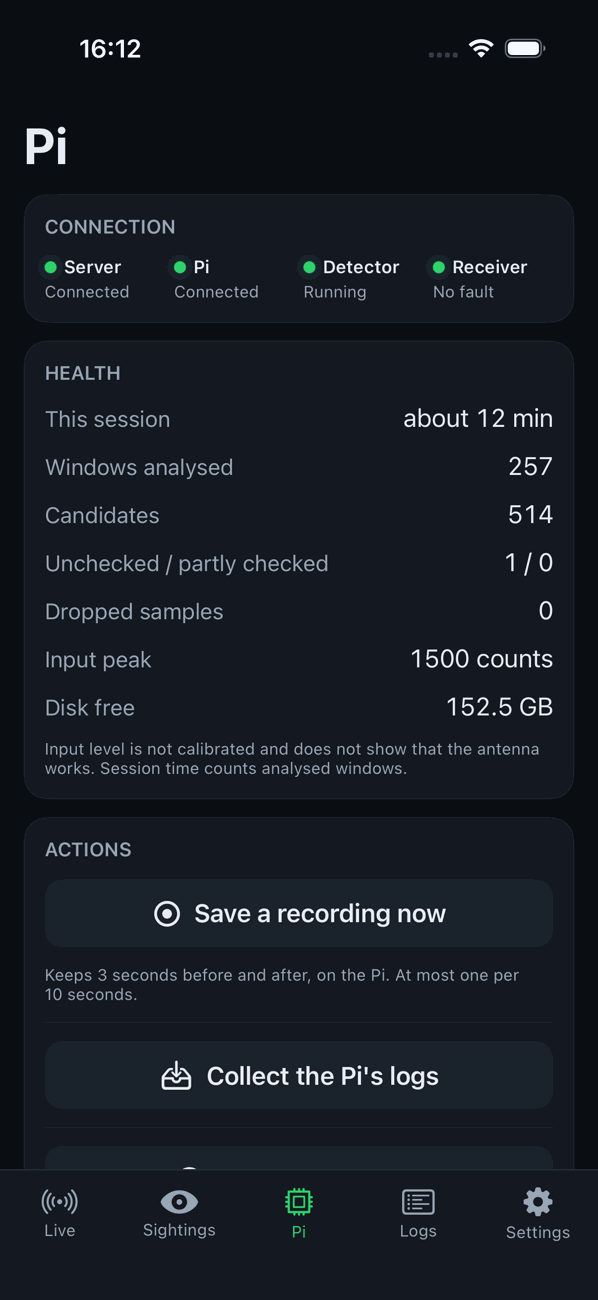 16:12
Pi
CONNECTION
Server Pi Detector Receiver
Connected Connected Running No fault
HEALTH
This session about 12 min
Windows analysed 257
Candidates 514
Unchecked / partly checked 1 / 0
Dropped samples 0
Input peak 1500 counts
Disk free 152.5 GB
Input level is not calibrated and does not show that the antenna
works. Session time counts analysed windows.
ACTIONS
Save a recording now
Keeps 3 seconds before and after, on the Pi. At most one per
10 seconds.
Collect the Pi's logs
Live Sightings Pi Logs Settings